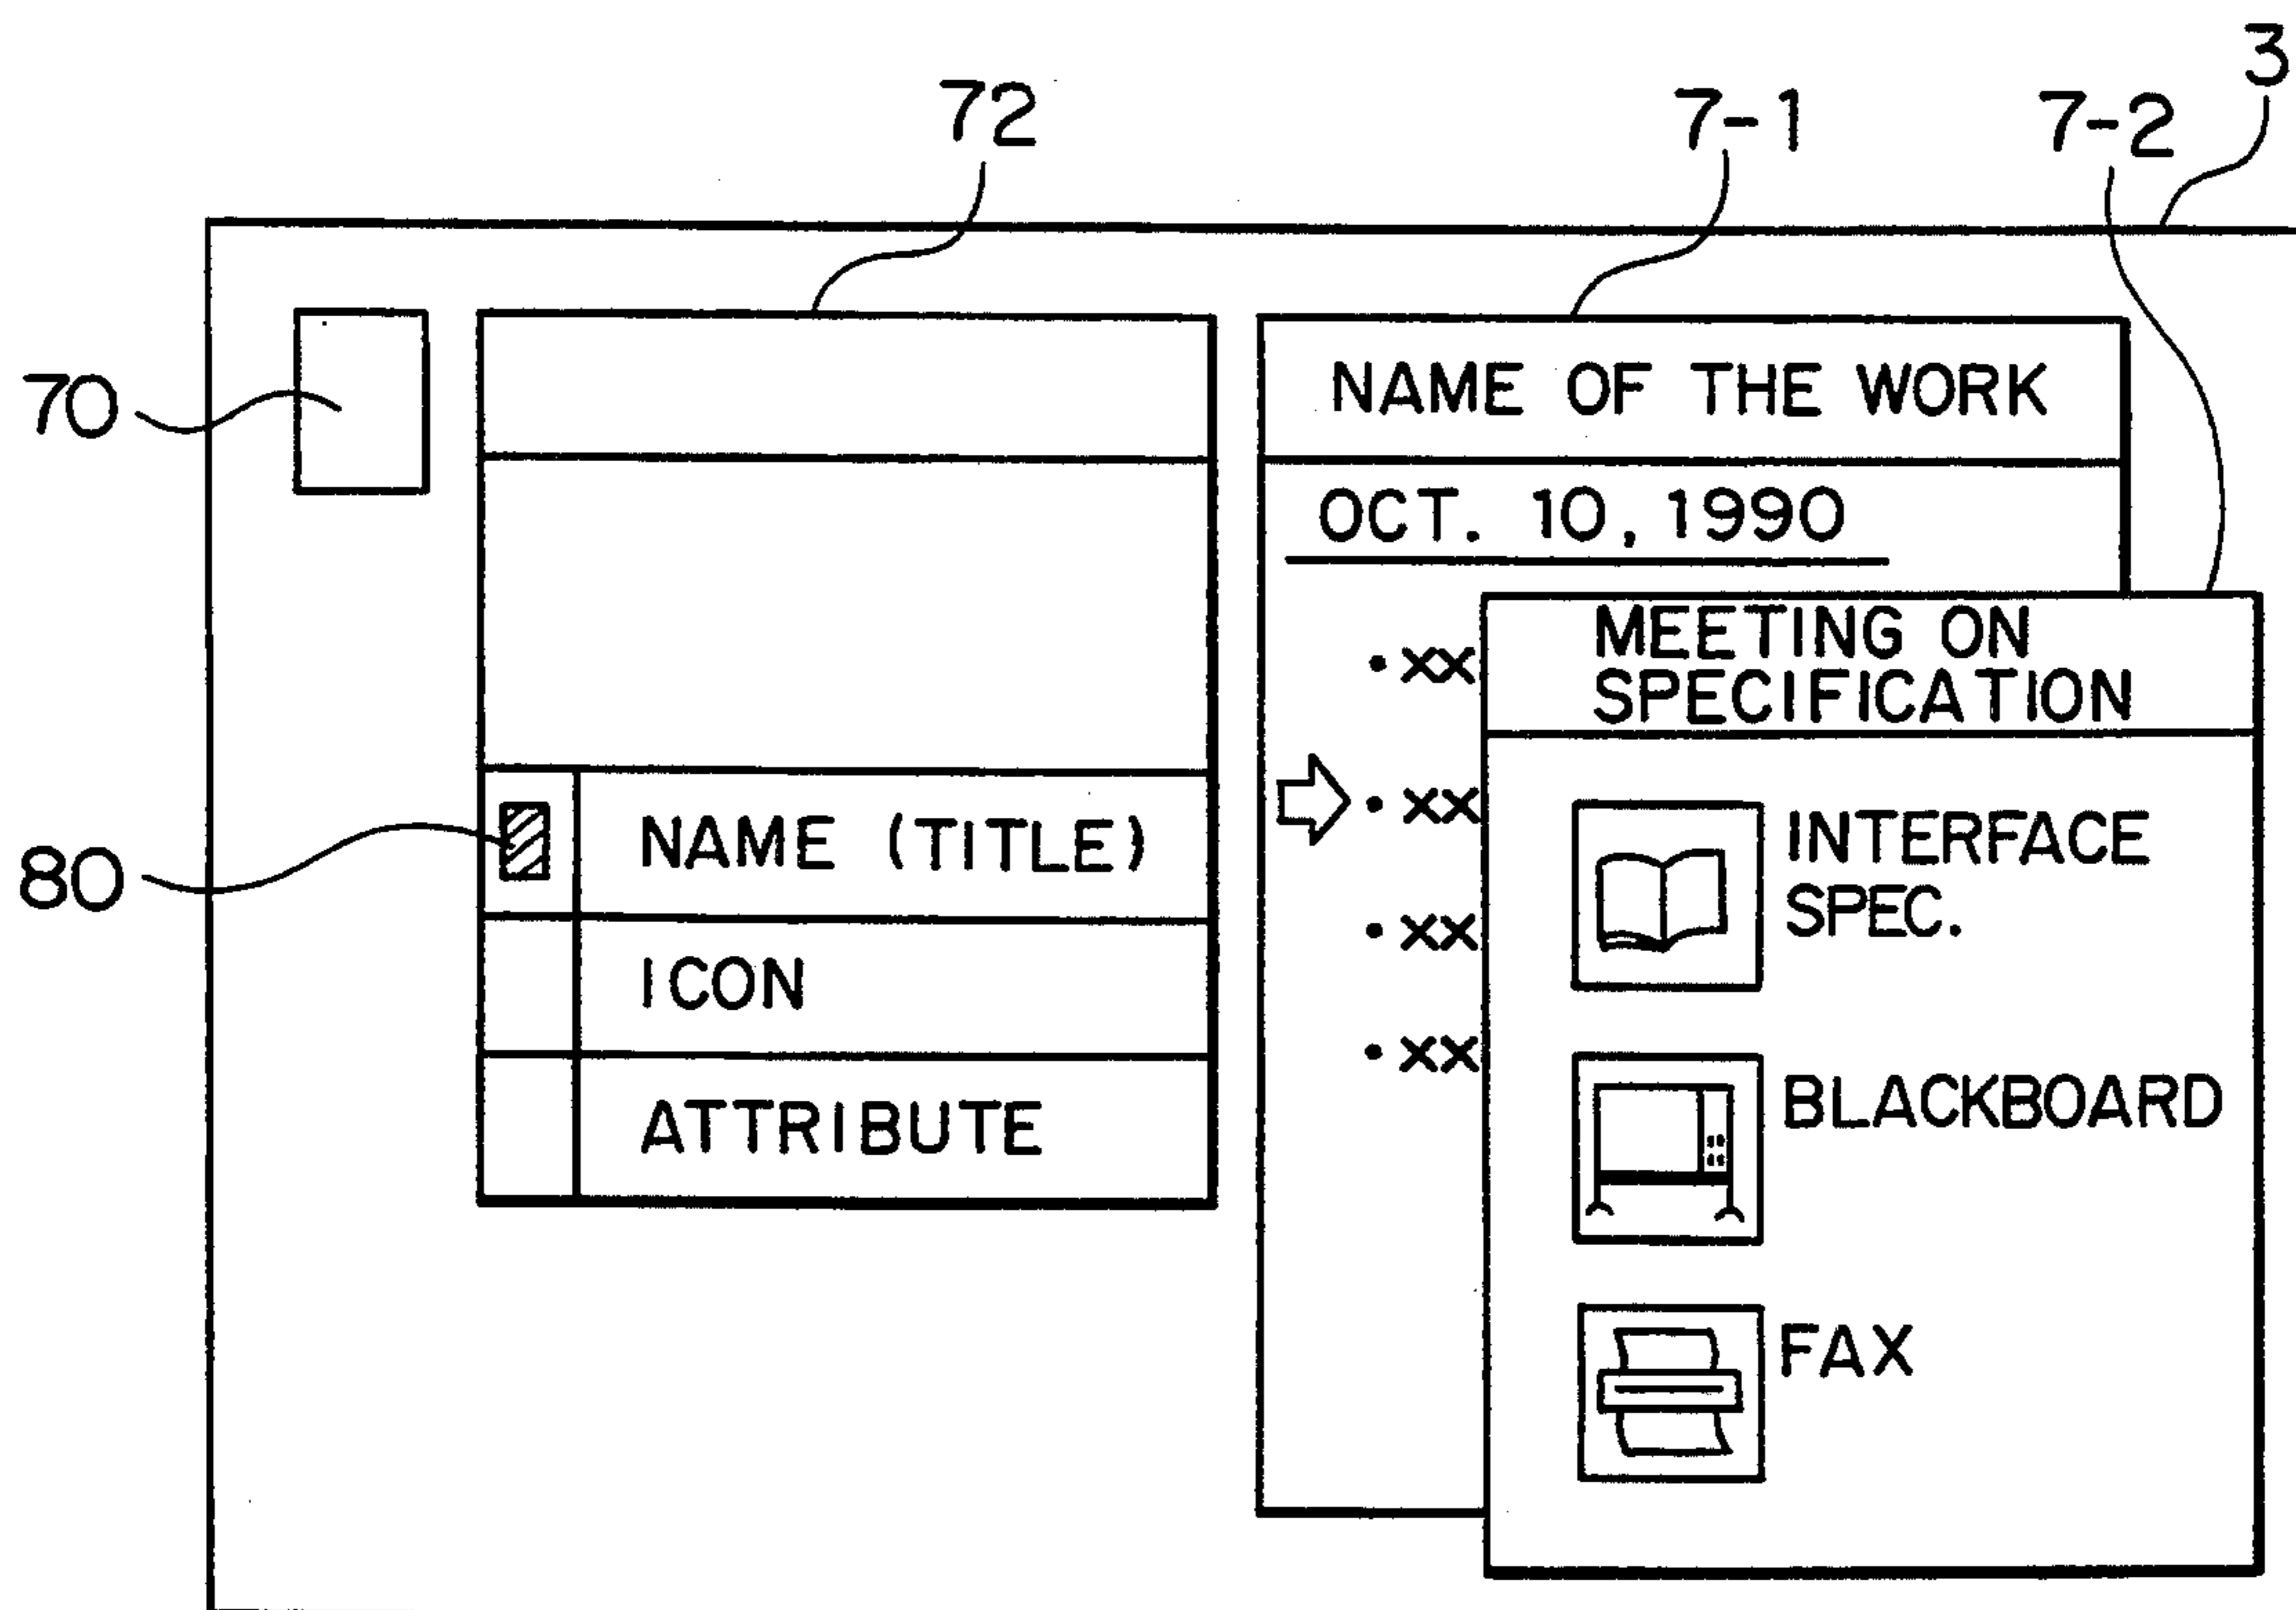 3
72
7-1
7-2
70
NAME OF THE WORK
OCT. 10, 1990
MEETING ON
SPECIFICATION
•xx
•xx
•xx
•xx
80
NAME (TITLE)
ICON
ATTRIBUTE
INTERFACE
SPEC.
BLACKBOARD
FAX